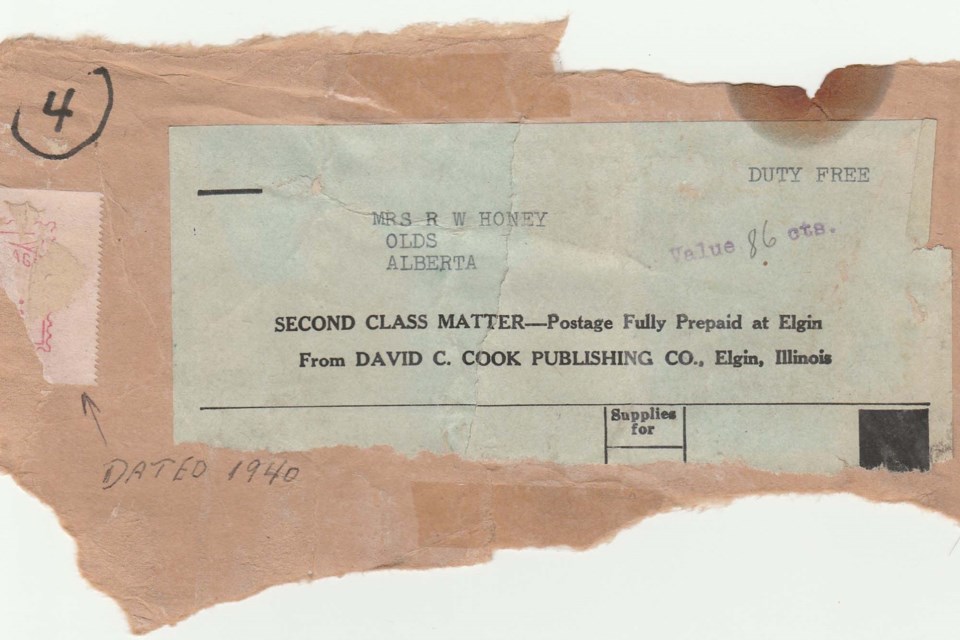 4
DUTY FREE
MRS R W HONEY
OLDS
ALBERTA
Value 86 cts.
SECOND CLASS MATTER—Postage Fully Prepaid at Elgin
From DAVID C. COOK PUBLISHING CO., Elgin, Illinois
Supplies
for
DATED 1940